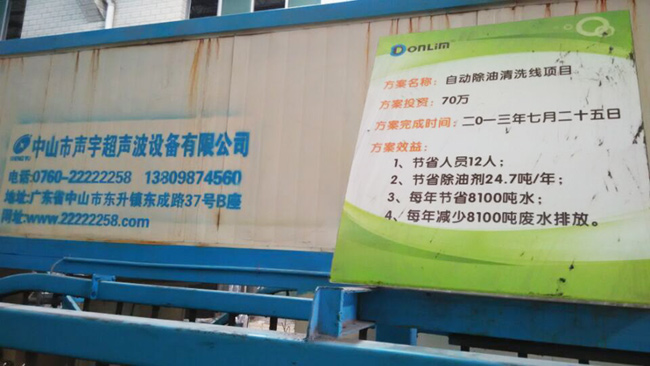 中山市声宇超声波设备有限公司
电话:0760-22222258 13809874560
地址:广东省中山市东升镇东成路37号B座
网址:www.22222258.com
DONLIM
方案名称：自动除油清洗线项目
方案投资：70万
方案完成时间：二0一三年七月二十五日
方案效益：
1、节省人员12人；
2、节省除油剂24.7吨/年；
3、每年节省8100吨水；
4、每年减少8100吨废水排放。